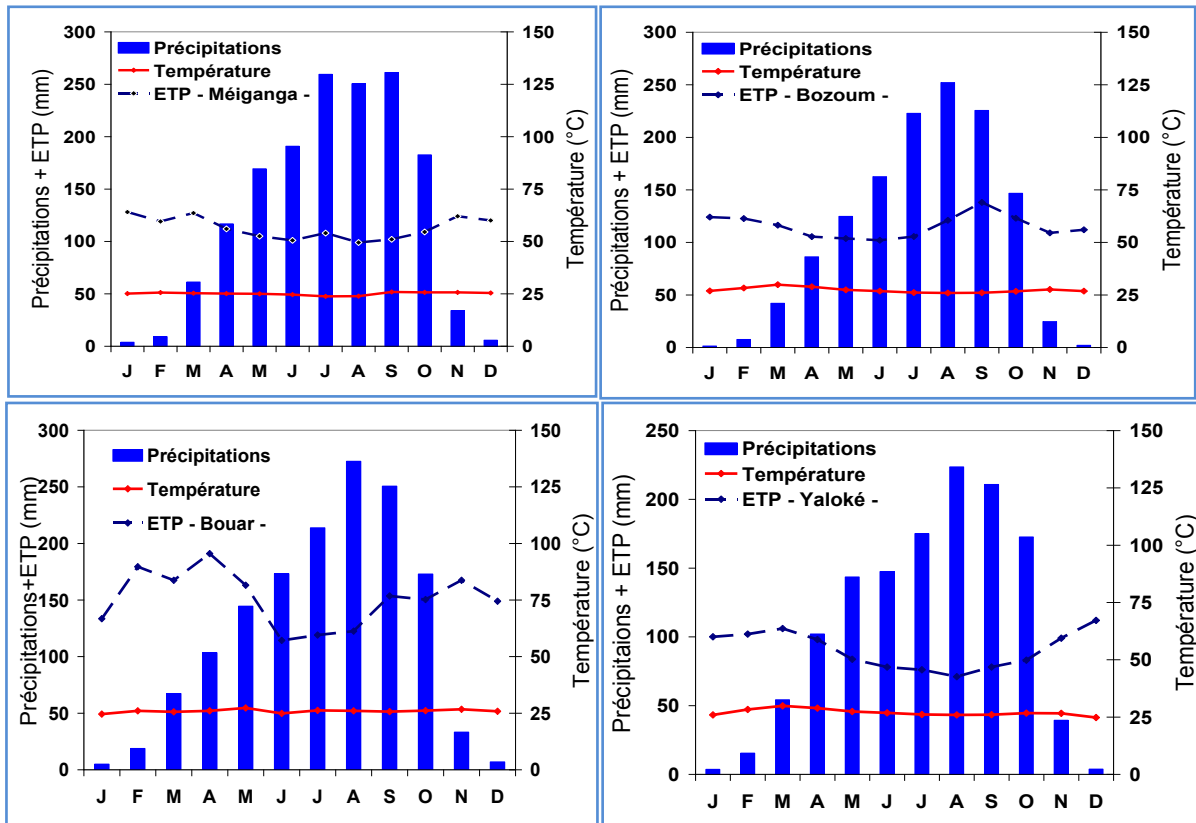 300
250
200
150
100
50
0
Précipitations + ETP (mm)
Précipitations
Température
ETP - Méiganga -
150
125
100
75
50
25
0
Température (°C)
J F M A M J J A S O N D
300
250
200
150
100
50
0
Précipitations + ETP (mm)
Précipitations
Température
ETP - Bozoum -
150
125
100
75
50
25
0
Température (°C)
J F M A M J J A S O N D
300
250
200
150
100
50
0
Précipitations+ETP (mm)
Précipitations
Température
ETP - Bouar -
150
125
100
75
50
25
0
Température (°C)
J F M A M J J A S O N D
250
200
150
100
50
0
Précipitaions + ETP (mm)
Précipitations
Température
ETP - Yaloké -
150
125
100
75
50
25
0
Température (°C)
J F M A M J J A S O N D